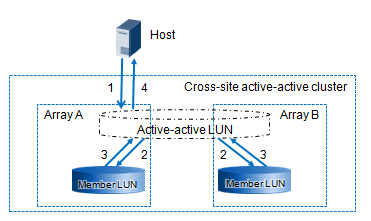 Host
1
4
Cross-site active-active cluster
Array A
Array B
Active-active LUN
3
2
2
3
Member LUN
Member LUN